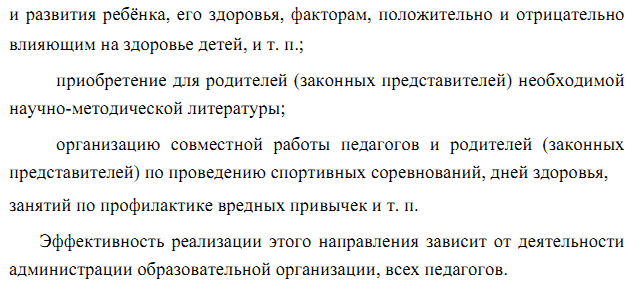 и развития ребёнка, его здоровья, факторам, положительно и отрицательно
влияющим на здоровье детей, и т. п.;
приобретение для родителей (законных представителей) необходимой
научно-методической литературы;
организацию совместной работы педагогов и родителей (законных
представителей) по проведению спортивных соревнований, дней здоровья,
занятий по профилактике вредных привычек и т. п.
Эффективность реализации этого направления зависит от деятельности
администрации образовательной организации, всех педагогов.